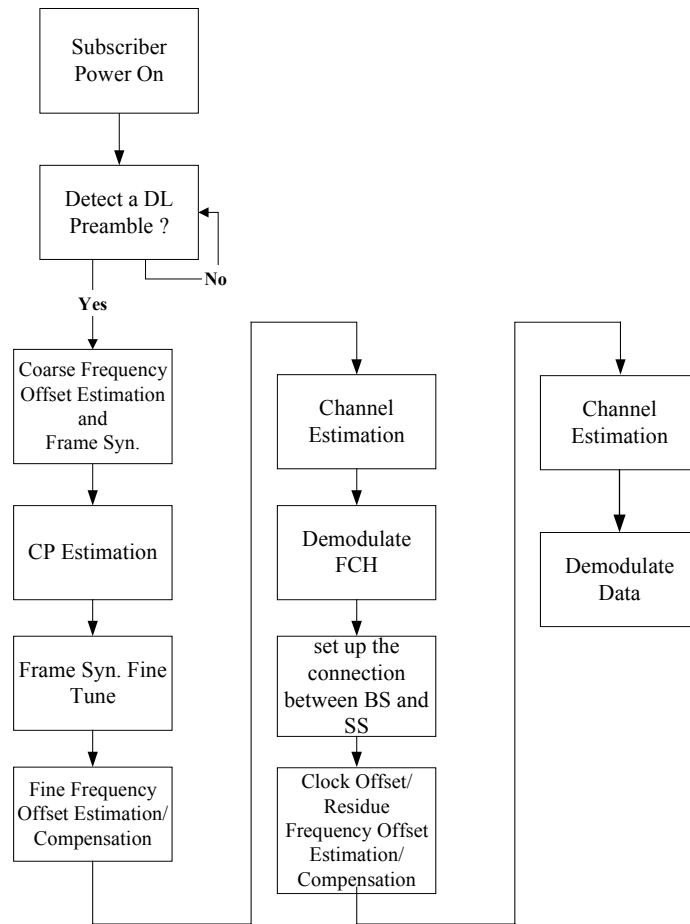 Subscriber
Power On
Detect a DL
Preamble ?
No
Yes
Coarse Frequency
Offset Estimation
and
Frame Syn.
CP Estimation
Frame Syn. Fine
Tune
Fine Frequency
Offset Estimation/
Compensation
Channel
Estimation
Demodulate
FCH
set up the
connection
between BS and
SS
Clock Offset/
Residue
Frequency Offset
Estimation/
Compensation
Channel
Estimation
Demodulate
Data